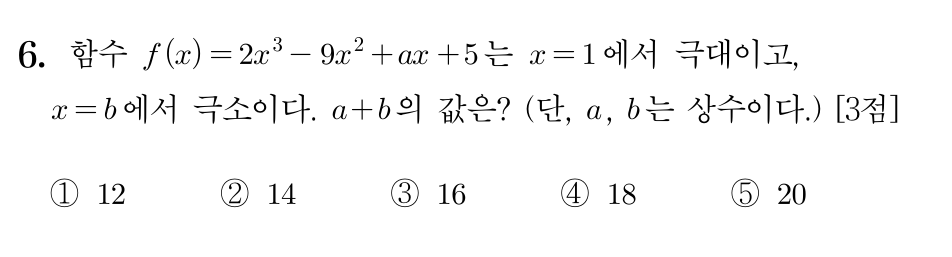 6. 함수 f(x)=2x³−9x²+ax+5는 x=1에서 극대이고,
x=b에서 극소이다. a+b의 값은? (단, a, b는 상수이다.) [3점]
① 12 ② 14 ③ 16 ④ 18 ⑤ 20